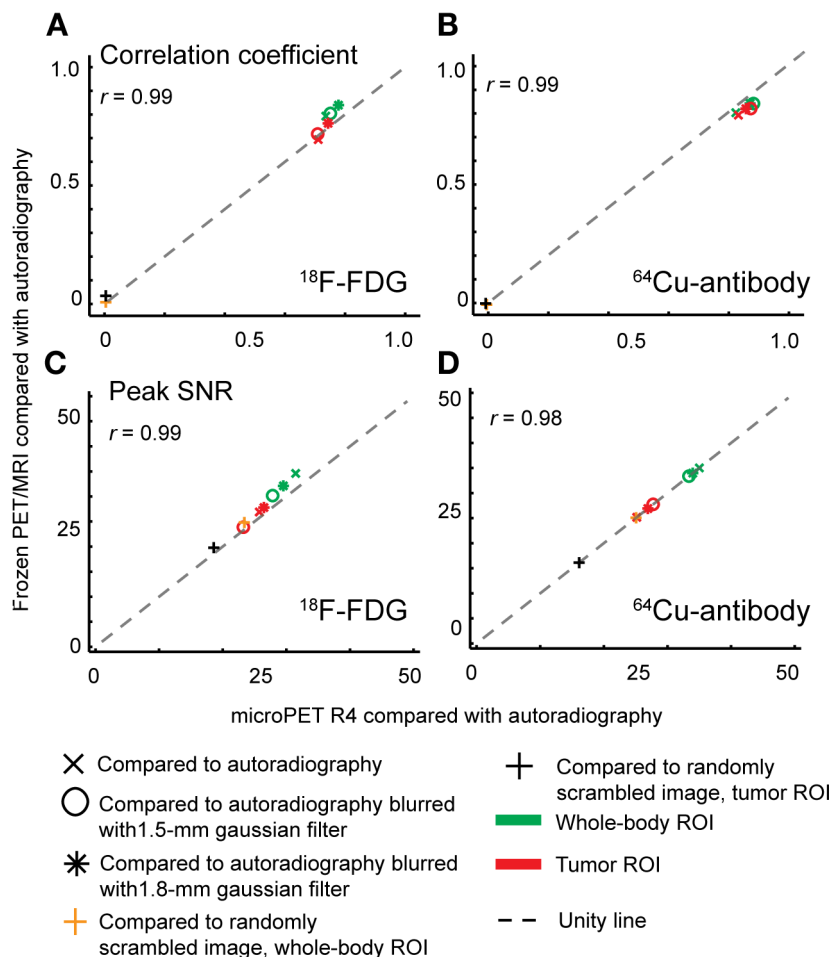 A
Correlation coefficient
1.0
r = 0.99
0.5
0
18F-FDG
0
0.5
1.0
B
1.0
r = 0.99
0.5
0
64Cu-antibody
0
0.5
1.0
C
Peak SNR
50
r = 0.99
25
0
18F-FDG
0
25
50
D
50
r = 0.98
25
0
64Cu-antibody
0
25
50
Frozen PET/MRI compared with autoradiography
microPET R4 compared with autoradiography
Compared to autoradiography
Compared to autoradiography blurred
with1.5-mm gaussian filter
Compared to autoradiography blurred
with1.8-mm gaussian filter
Compared to randomly
scrambled image, whole-body ROI
Compared to randomly
scrambled image, tumor ROI
Whole-body ROI
Tumor ROI
Unity line